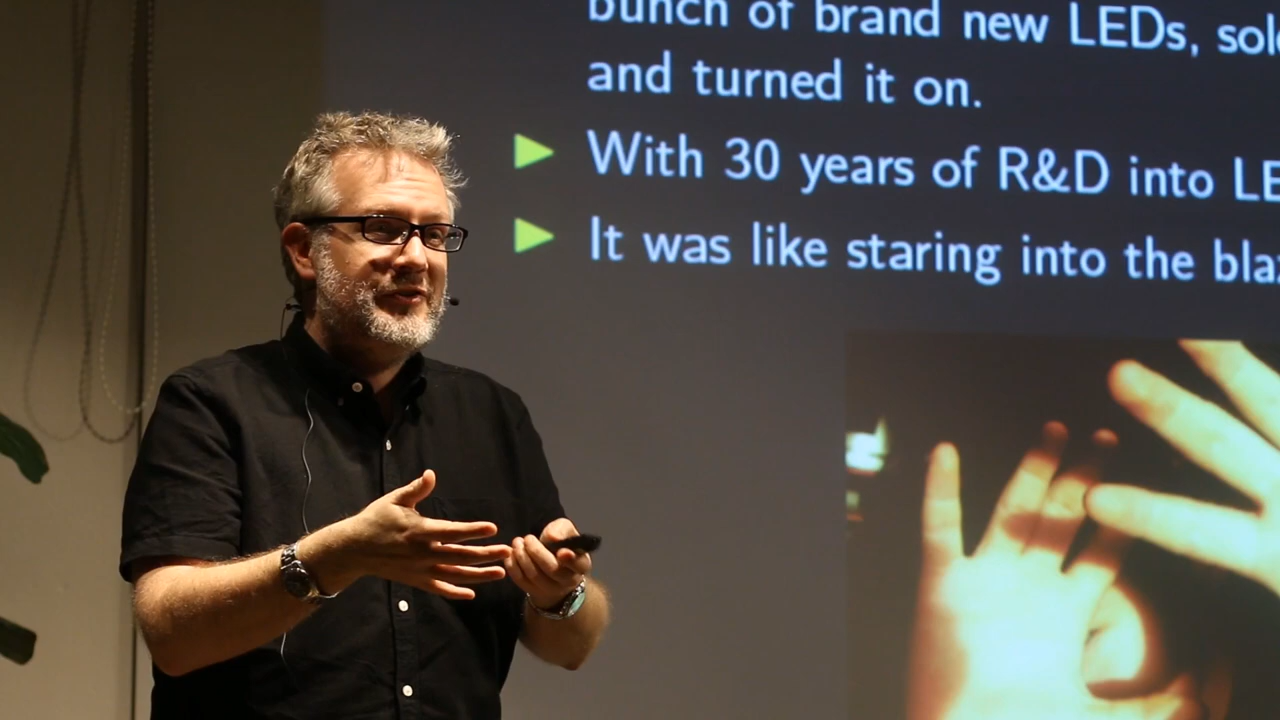 bunch of brand new LEDs,
and turned it on.
With 30 years of R&D into
It was like staring into the